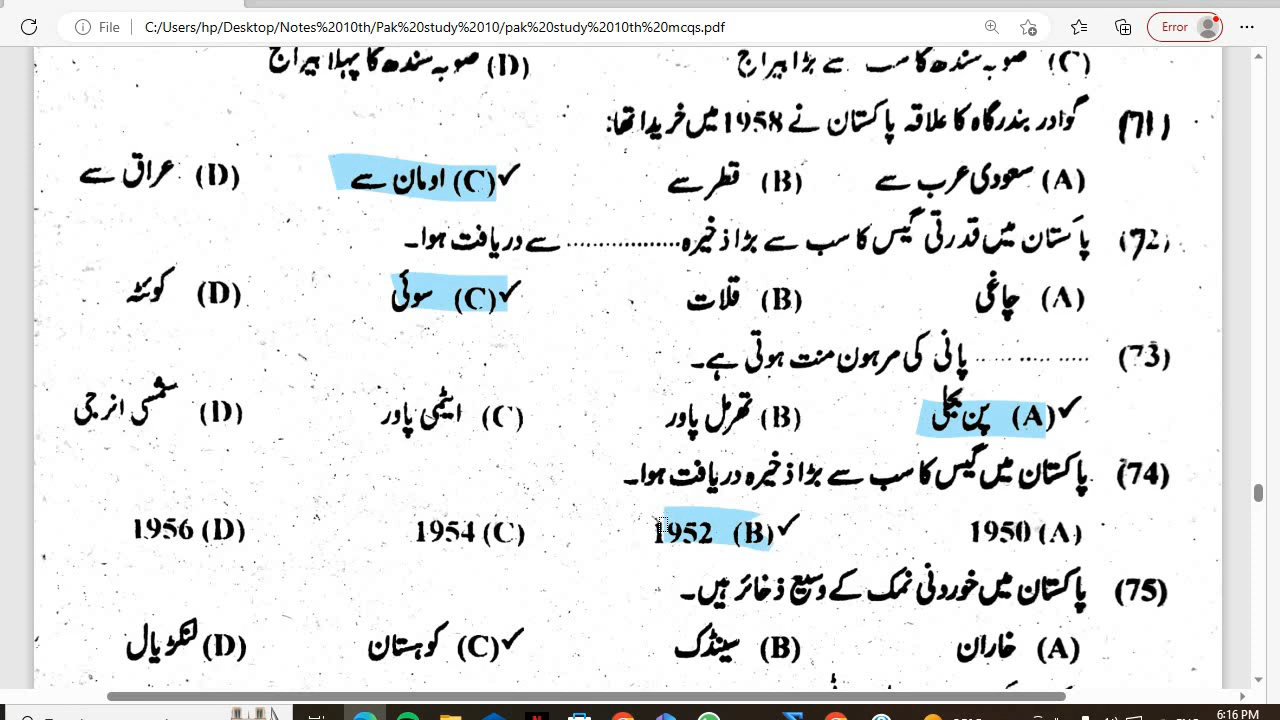 File | C:/Users/hp/Desktop/Notes%2010th/Pak%20study%2010/pak%20study%2010th%20mcqs.pdf Error
(C) صوبہ سندھ کا سب سے بڑا بیراج (D) صوبہ سندھ کا پہلا بیراج
(71) گوادر بندرگاہ کا علاقہ پاکستان نے 1958 میں خریدا تھا:
(A) سعودی عرب سے (B) قطر سے ✓(C) اومان سے (D) عراق سے
(72) پاکستان میں قدرتی گیس کا سب سے بڑا ذخیرہ .................. سے دریافت ہوا۔
(A) چاغی (B) قلات ✓(C) سوئی (D) کوئٹہ
(73) .................. پانی کی مرہون منت ہوتی ہے۔
✓(A) پن بجلی (B) تھرمل پاور (C) ایٹمی پاور (D) شمسی انرجی
(74) پاکستان میں گیس کا سب سے بڑا ذخیرہ دریافت ہوا۔
(A) 1950 ✓(B) 1952 (C) 1954 (D) 1956
(75) پاکستان میں خوردنی نمک کے وسیع ذخائر ہیں۔
(A) خاران (B) سینڈک ✓(C) کوہستان (D) لنگڑیال
6:16 PM